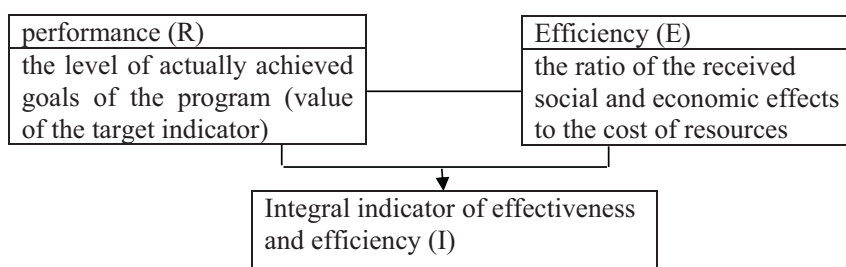 performance (R)
the level of actually achieved
goals of the program (value
of the target indicator)
Efficiency (E)
the ratio of the received
social and economic effects
to the cost of resources
Integral indicator of effectiveness
and efficiency (I)